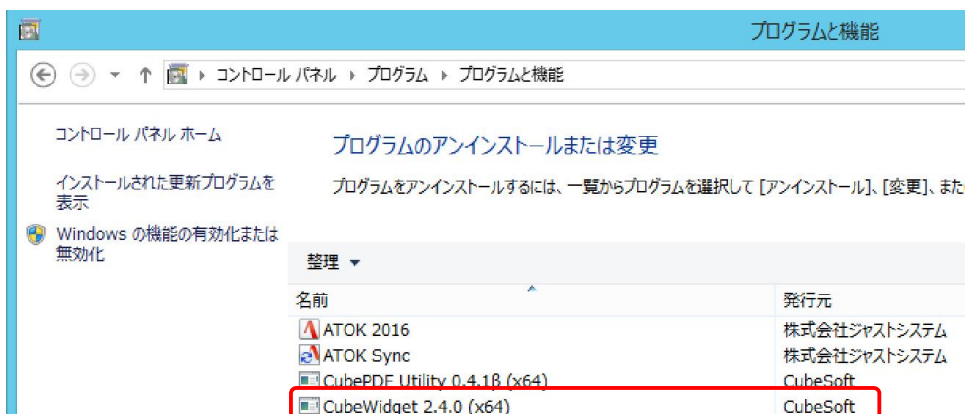 プログラムと機能
コントロール パネル プログラム プログラムと機能
コントロール パネル ホーム
インストールされた更新プログラムを
表示
Windows の機能の有効化または
無効化
プログラムのアンインストールまたは変更
プログラムをアンインストールするには、一覧からプログラムを選択して [アンインストール]、[変更]、また
整理
名前 発行元
ATOK 2016 株式会社ジャストシステム
ATOK Sync 株式会社ジャストシステム
CubePDF Utility 0.4.1β (x64) CubeSoft
CubeWidget 2.4.0 (x64) CubeSoft